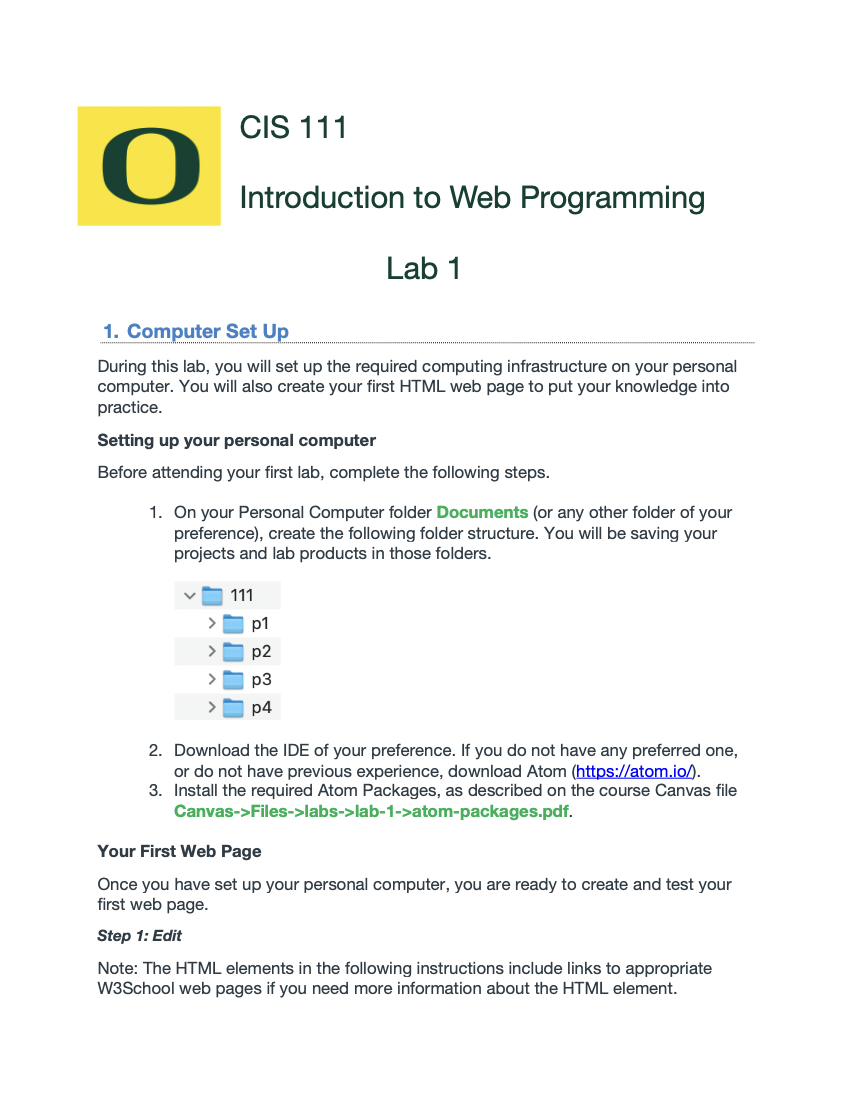 O
CIS 111
Introduction to Web Programming
Lab 1
1. Computer Set Up
During this lab, you will set up the required computing infrastructure on your personal
computer. You will also create your first HTML web page to put your knowledge into
practice.
Setting up your personal computer
Before attending your first lab, complete the following steps.
1. On your Personal Computer folder Documents (or any other folder of your
preference), create the following folder structure. You will be saving your
projects and lab products in those folders.
111
p1
p2
p3
p4
2. Download the IDE of your preference. If you do not have any preferred one,
or do not have previous experience, download Atom (https://atom.io/).
3. Install the required Atom Packages, as described on the course Canvas file
Canvas->Files->labs->lab-1->atom-packages.pdf.
Your First Web Page
Once you have set up your personal computer, you are ready to create and test your
first web page.
Step 1: Edit
Note: The HTML elements in the following instructions include links to appropriate
W3School web pages if you need more information about the HTML element.